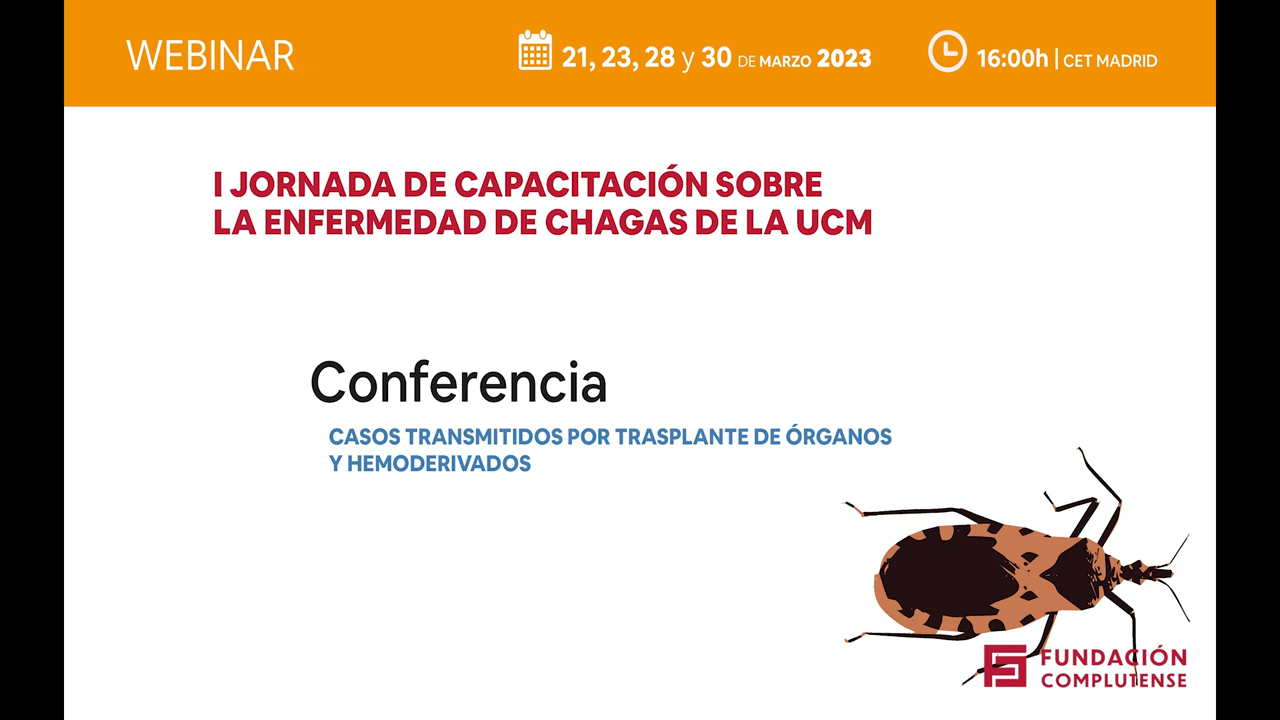 WEBINAR
21, 23, 28 y 30 DE MARZO 2023
16:00h | CET MADRID
I JORNADA DE CAPACITACIÓN SOBRE
LA ENFERMEDAD DE CHAGAS DE LA UCM
Conferencia
CASOS TRANSMITIDOS POR TRASPLANTE DE ÓRGANOS
Y HEMODERIVADOS
FUNDACIÓN
COMPLUTENSE